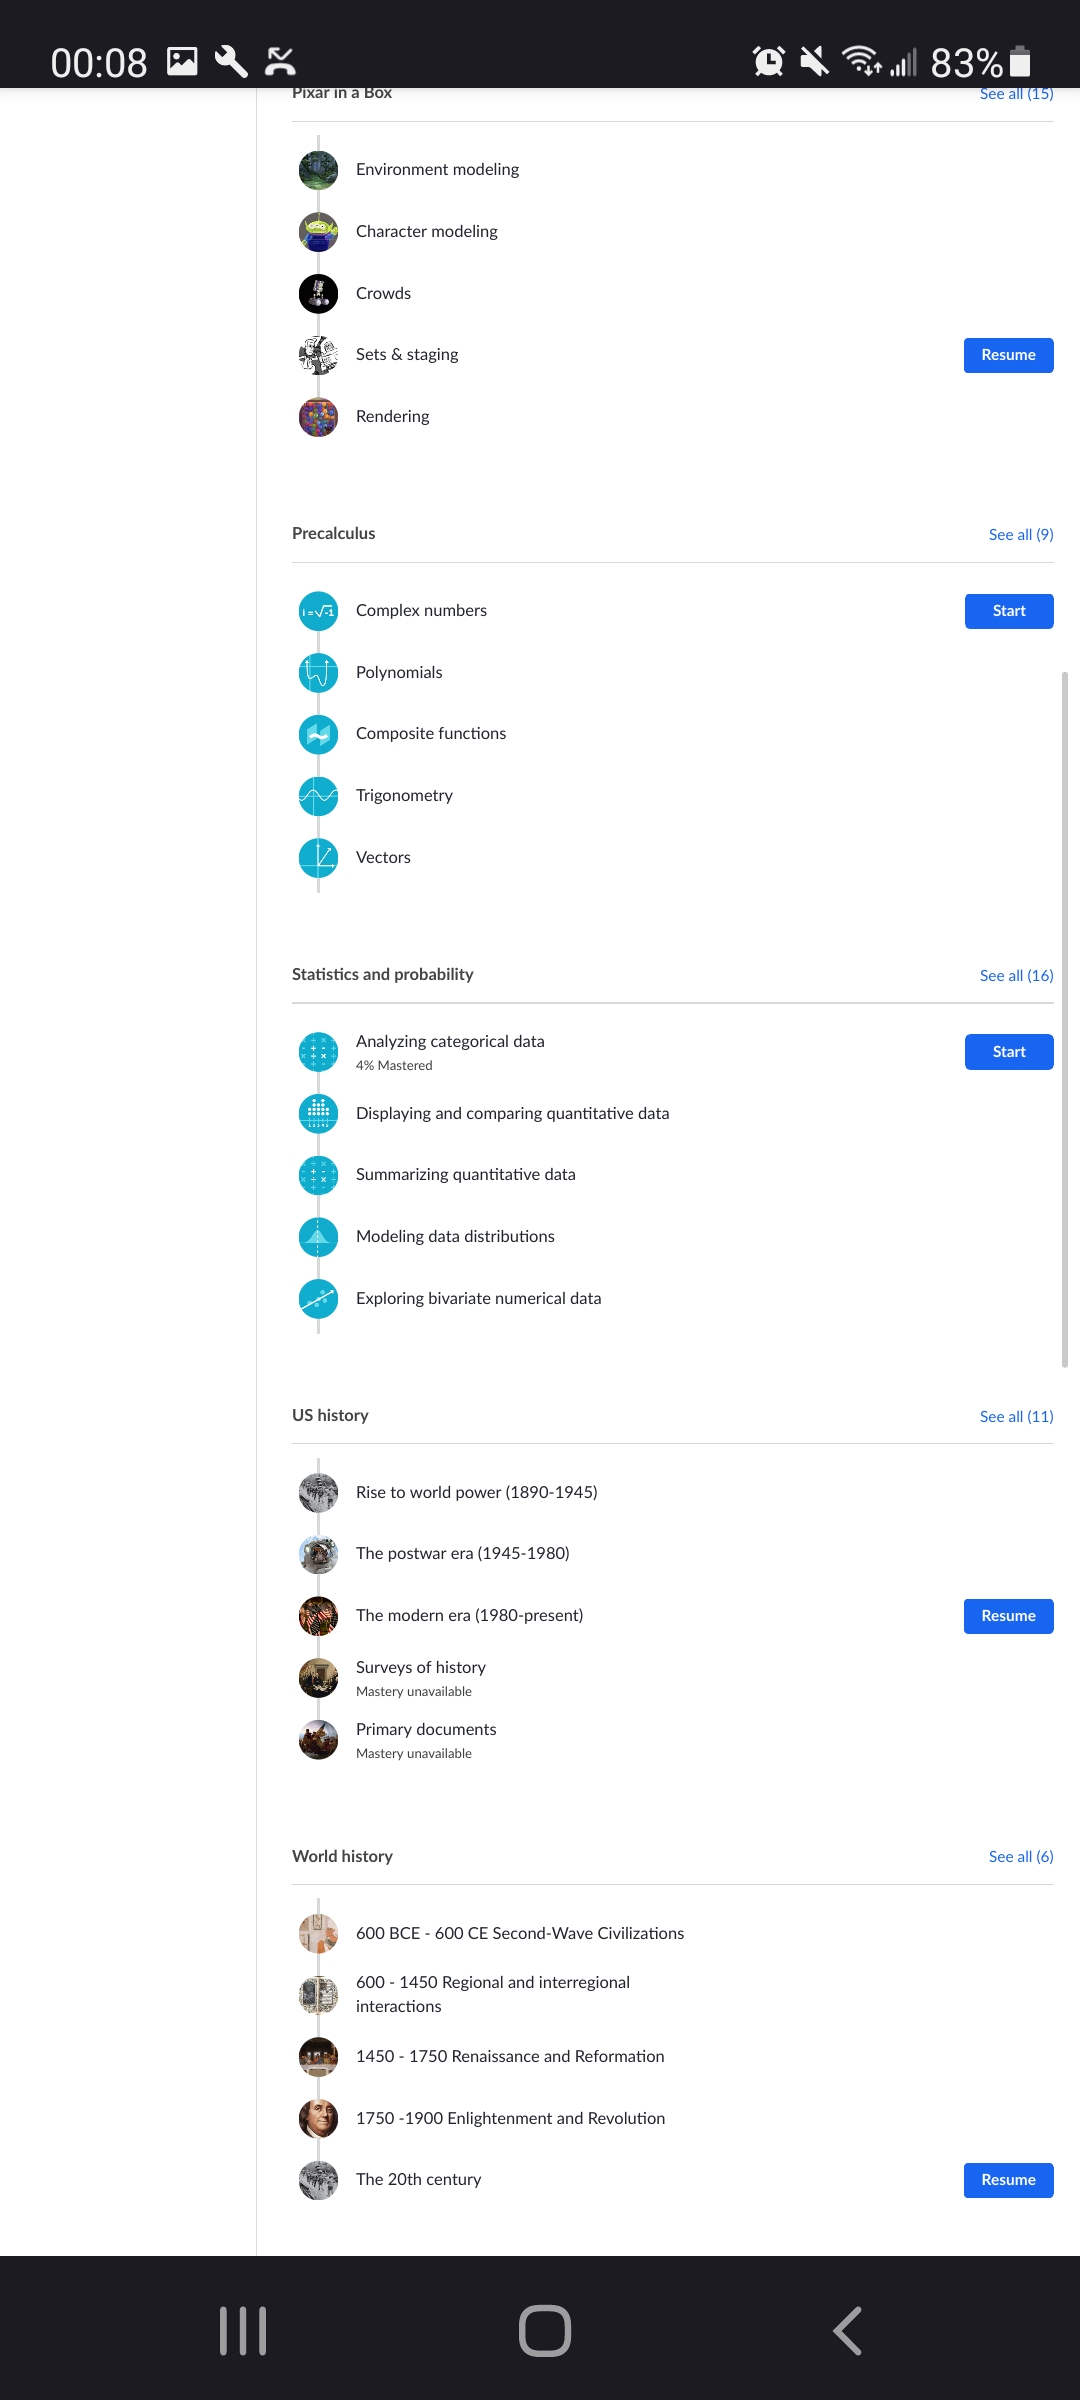 00:08
83%
Pixar in a Box
See all (15)
Environment modeling
Character modeling
Crowds
Sets & staging
Resume
Rendering
Precalculus
See all (9)
i = √-1
Complex numbers
Start
Polynomials
Composite functions
Trigonometry
Vectors
Statistics and probability
See all (16)
Analyzing categorical data
Start
4% Mastered
Displaying and comparing quantitative data
Summarizing quantitative data
Modeling data distributions
Exploring bivariate numerical data
US history
See all (11)
Rise to world power (1890-1945)
The postwar era (1945-1980)
The modern era (1980-present)
Resume
Surveys of history
Mastery unavailable
Primary documents
Mastery unavailable
World history
See all (6)
600 BCE - 600 CE Second-Wave Civilizations
600 - 1450 Regional and interregional
interactions
1450 - 1750 Renaissance and Reformation
1750 -1900 Enlightenment and Revolution
The 20th century
Resume